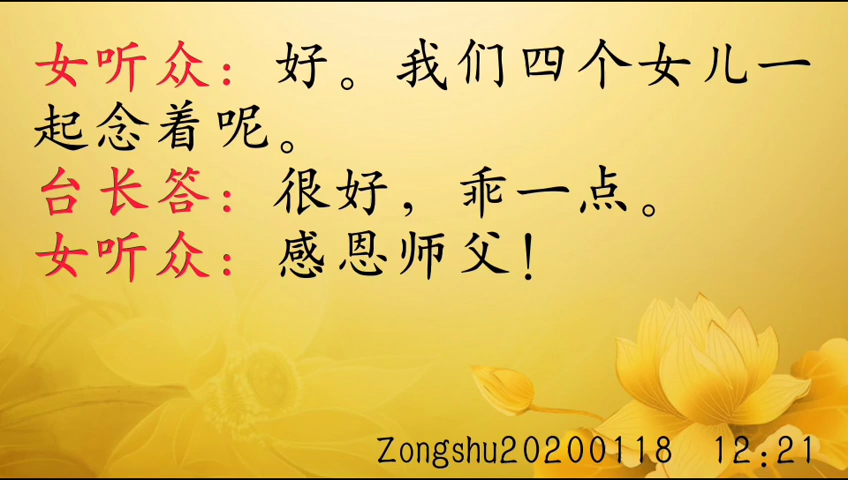 女听众：好。我们四个女儿一
起念着呢。
台长答：很好，乖一点。
女听众：感恩师父！
Zongshu20200118 12:21